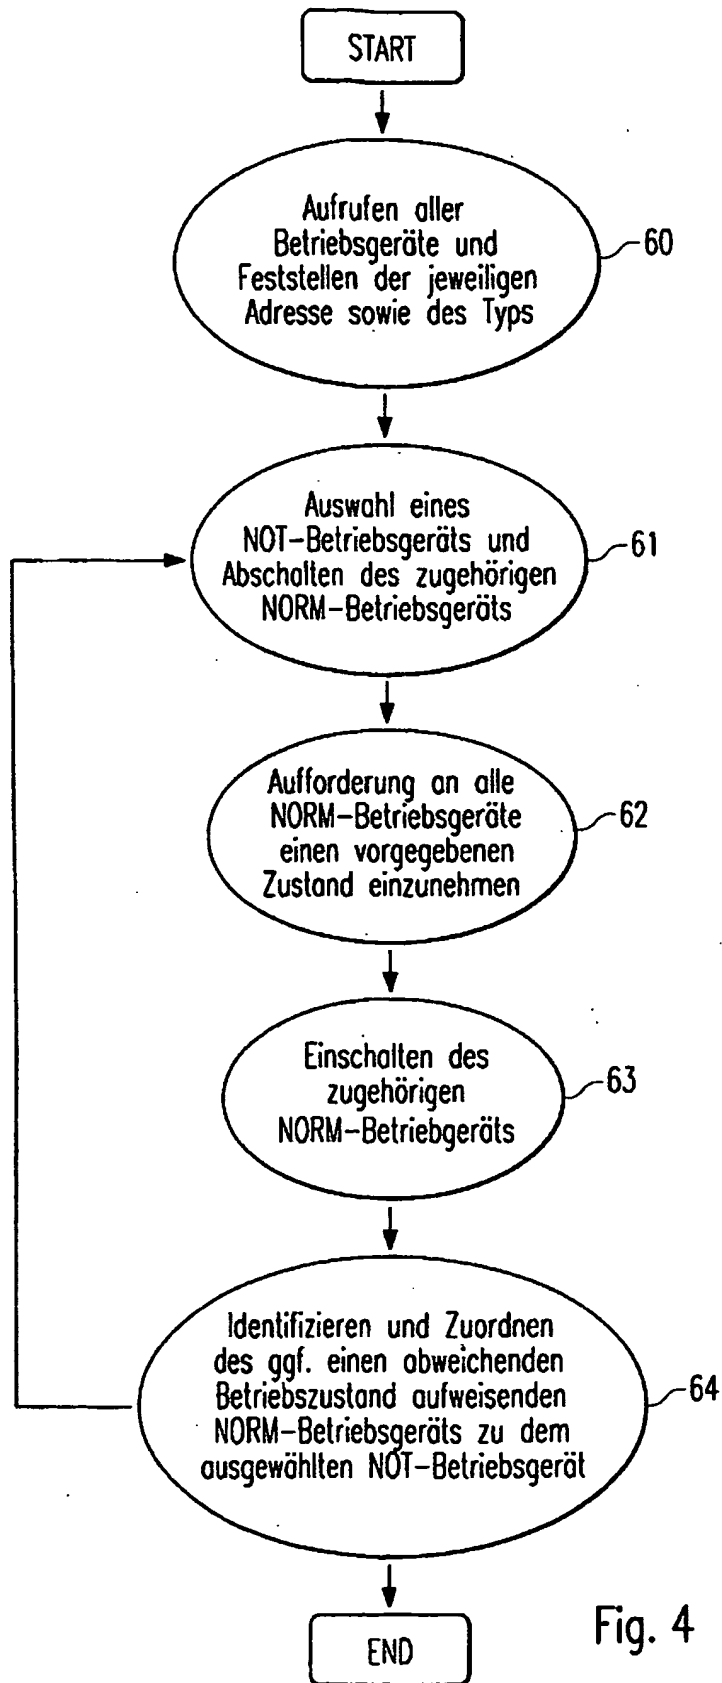 START
Aufrufen aller
Betriebsgeräte und
Feststellen der jeweiligen
Adresse sowie des Typs
60
Auswahl eines
NOT-Betriebsgeräts und
Abschalten des zugehörigen
NORM-Betriebsgeräts
61
Aufforderung an alle
NORM-Betriebsgeräte
einen vorgegebenen
Zustand einzunehmen
62
Einschalten des
zugehörigen
NORM-Betriebgeräts
63
Identifizieren und Zuordnen
des ggf. einen abweichenden
Betriebszustand aufweisenden
NORM-Betriebsgeräts zu dem
ausgewählten NOT-Betriebsgerät
64
END
Fig. 4